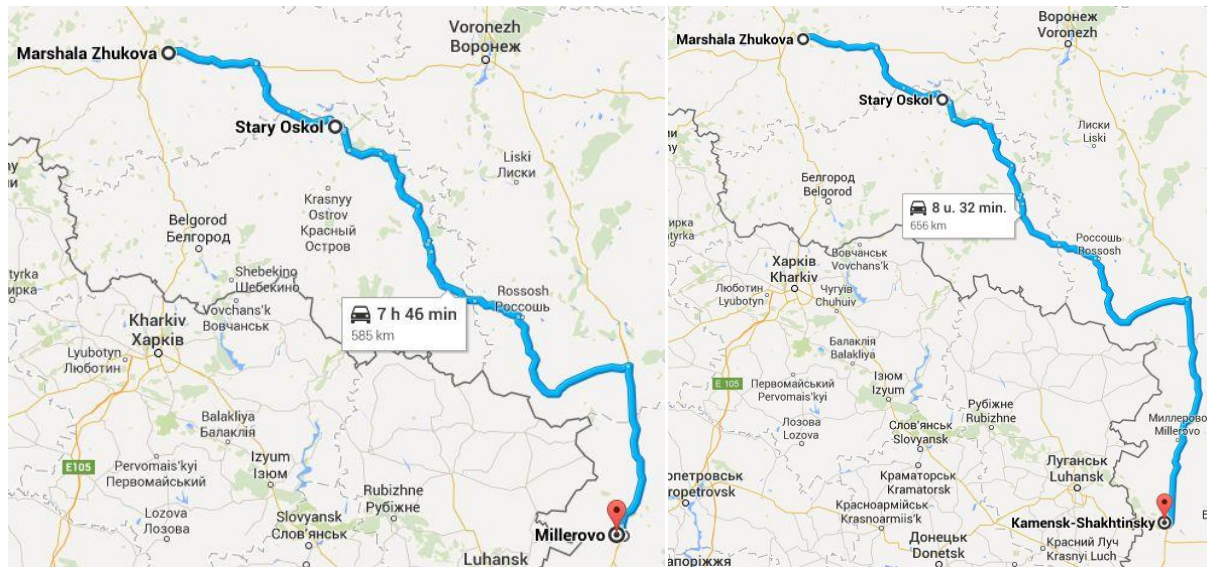 Voronezh
Воронеж
Marshala Zhukova
Stary Oskol
Liski
Лиски
Krasnyy
Ostrov
Красный
Остров
Belgorod
Белгород
Shebekino
Шебекино
Vovchans'k
Вовчанськ
Rossosh
Россошь
7 h 46 min
585 km
Kharkiv
Харків
Lyubotyn
Люботин
Balakliya
Балаклія
E 105
Pervomais'kyi
Первомайський
Izyum
Ізюм
Rubizhne
Рубіжне
Lozova
Лозова
Slovyansk
Слов'янськ
Millerovo
Luhansk
Воронеж
Voronezh
Marshala Zhukova
Stary Oskol
Лиски
Liski
Белгород
Belgorod
8 u. 32 min.
656 km
Россошь
Rossosh
Харків
Kharkiv
Вовчанськ
Vovchans'k
Люботин
Lyubotyn
Чугуїв
Chuhuiv
Балаклія
Balakliya
E 105
Первомайський
Pervomais'kyi
Ізюм
Izyum
Рубіжне
Rubizhne
Лозова
Lozova
Слов'янськ
Slovyansk
Миллерово
Millerovo
Краматорськ
Kramatorsk
Луганськ
Luhansk
Красноармійськ
Krasnoarmiis'k
Kamensk-Shakhtinsky
Донецьк
Donetsk
Красний Луч
Krasnyi Luch